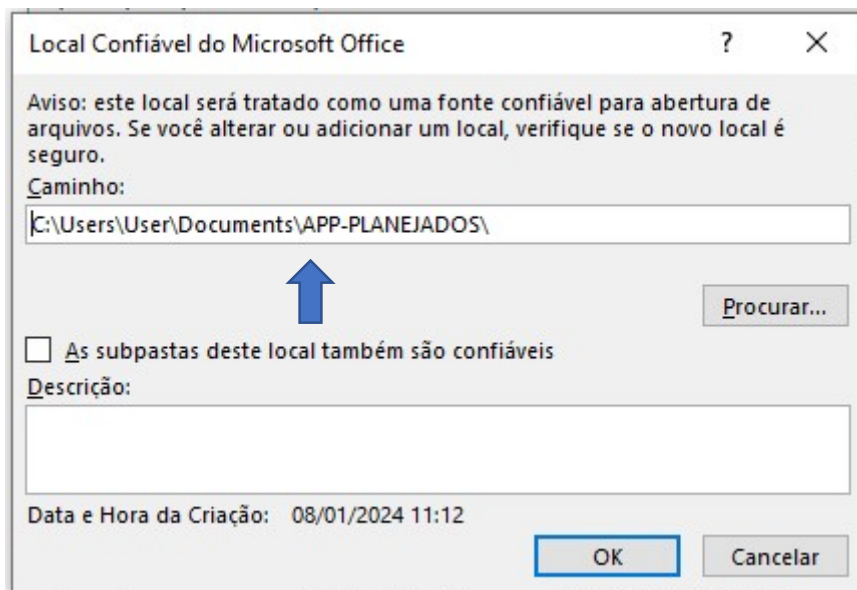 Local Confiável do Microsoft Office ? X
Aviso: este local será tratado como uma fonte confiável para abertura de
arquivos. Se você alterar ou adicionar um local, verifique se o novo local é
seguro.
Caminho:
C:\Users\User\Documents\APP-PLANEJADOS\
Procurar...
As subpastas deste local também são confiáveis
Descrição:
Data e Hora da Criação: 08/01/2024 11:12
OK Cancelar